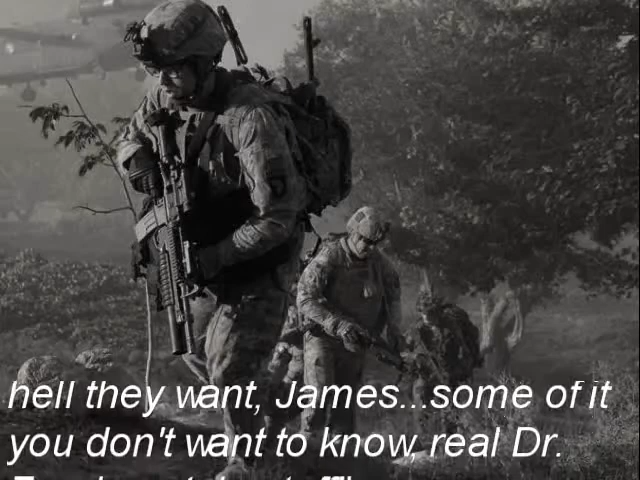 hell they want, James...some of it
you don't want to know, real Dr.